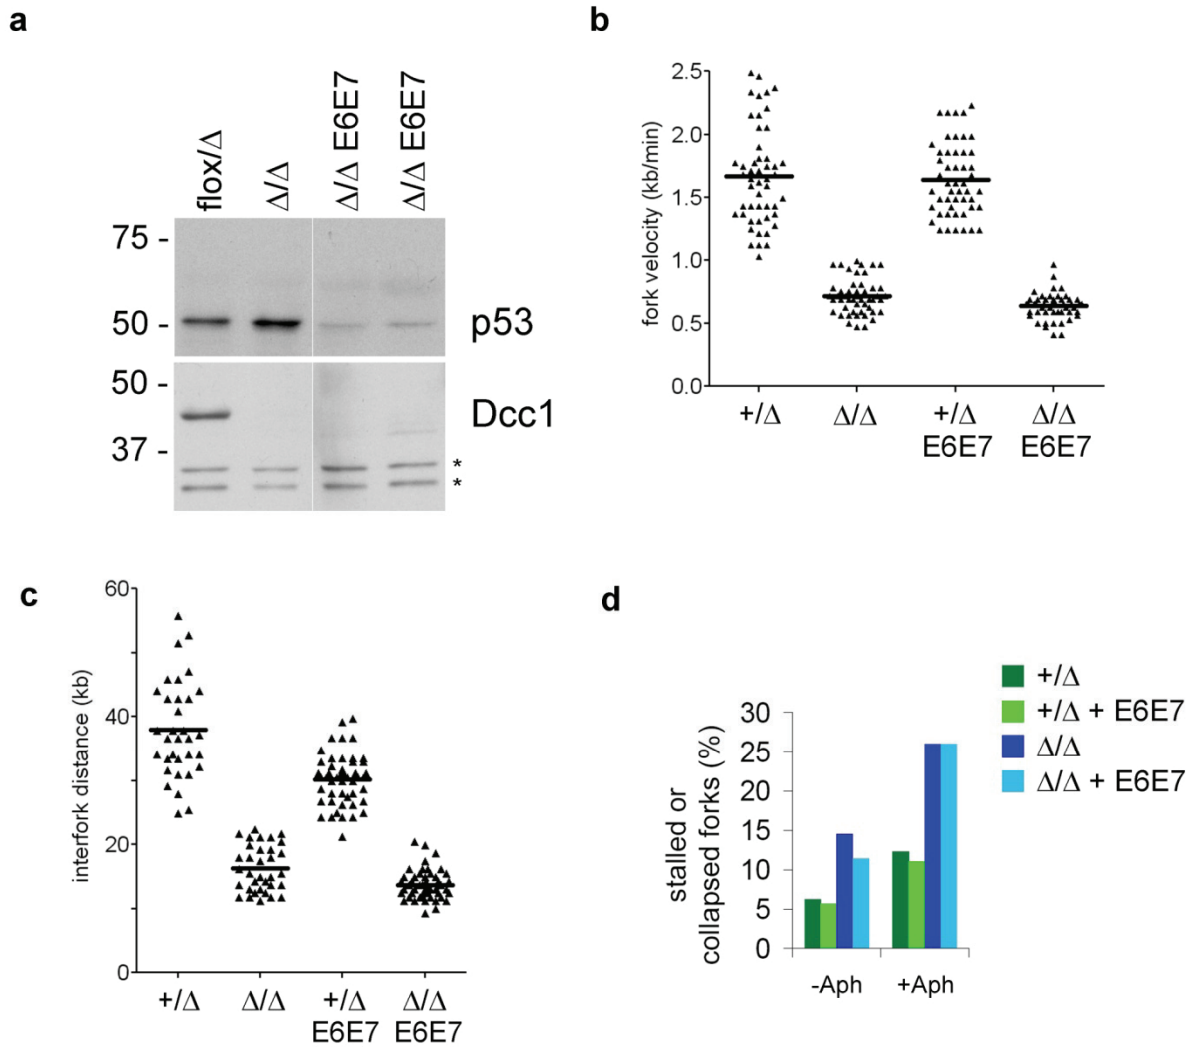 a
flox/Δ
Δ/Δ
Δ/Δ E6E7
Δ/Δ E6E7
75 -
50 -
p53
50 -
37 -
Dcc1
*
*
b
fork velocity (kb/min)
2.5
2.0
1.5
1.0
0.5
0.0
+/Δ
Δ/Δ
+/Δ
E6E7
Δ/Δ
E6E7
c
interfork distance (kb)
60
40
20
0
+/Δ
Δ/Δ
+/Δ
E6E7
Δ/Δ
E6E7
d
stalled or
collapsed forks (%)
30
25
20
15
10
5
0
-Aph
+Aph
+/Δ
+/Δ + E6E7
Δ/Δ
Δ/Δ + E6E7